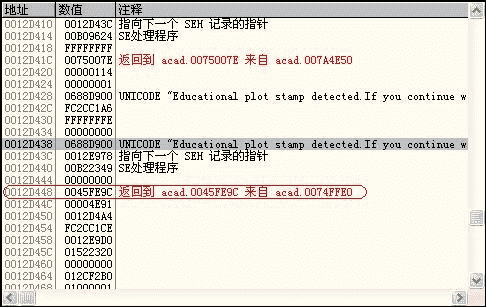 地址 数值 注释
0012D410 0012D43C 指向下一个 SEH 记录的指针
0012D414 00B09624 SE处理程序
0012D418 FFFFFFFF
0012D41C 0075007E 返回到 acad.0075007E 来自 acad.007A4E50
0012D420 00000114
0012D424 00000001
0012D428 0688D900 UNICODE "Educational plot stamp detected.If you continue w
0012D42C FC2CC1A6
0012D430 FFFFFFFE
0012D434 00000000
0012D438 0688D900 UNICODE "Educational plot stamp detected.If you continue w
0012D43C 0012E978 指向下一个 SEH 记录的指针
0012D440 00B22349 SE处理程序
0012D444 00000000
0012D448 0045FE9C 返回到 acad.0045FE9C 来自 acad.0074FFE0
0012D44C 00004E91
0012D450 0012D4A4
0012D454 FC2CC1CE
0012D458 0012E9D0
0012D45C 01522320
0012D460 00000000
0012D464 012CF2B0
0012D468 01000001